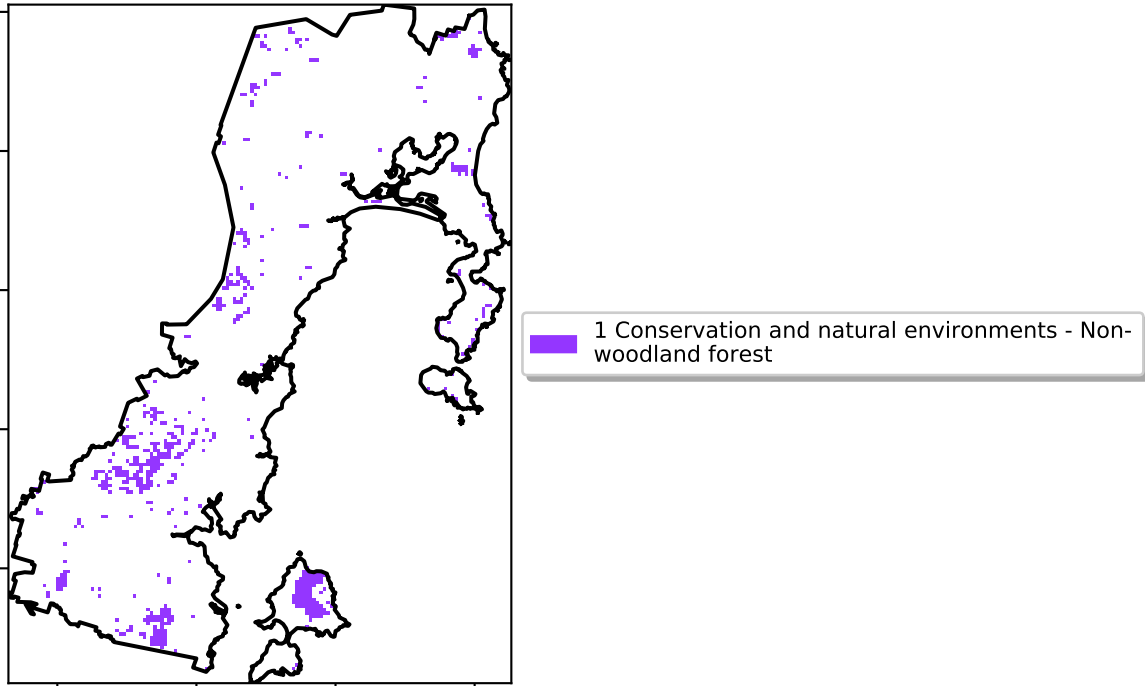 1 Conservation and natural environments - Non-
woodland forest